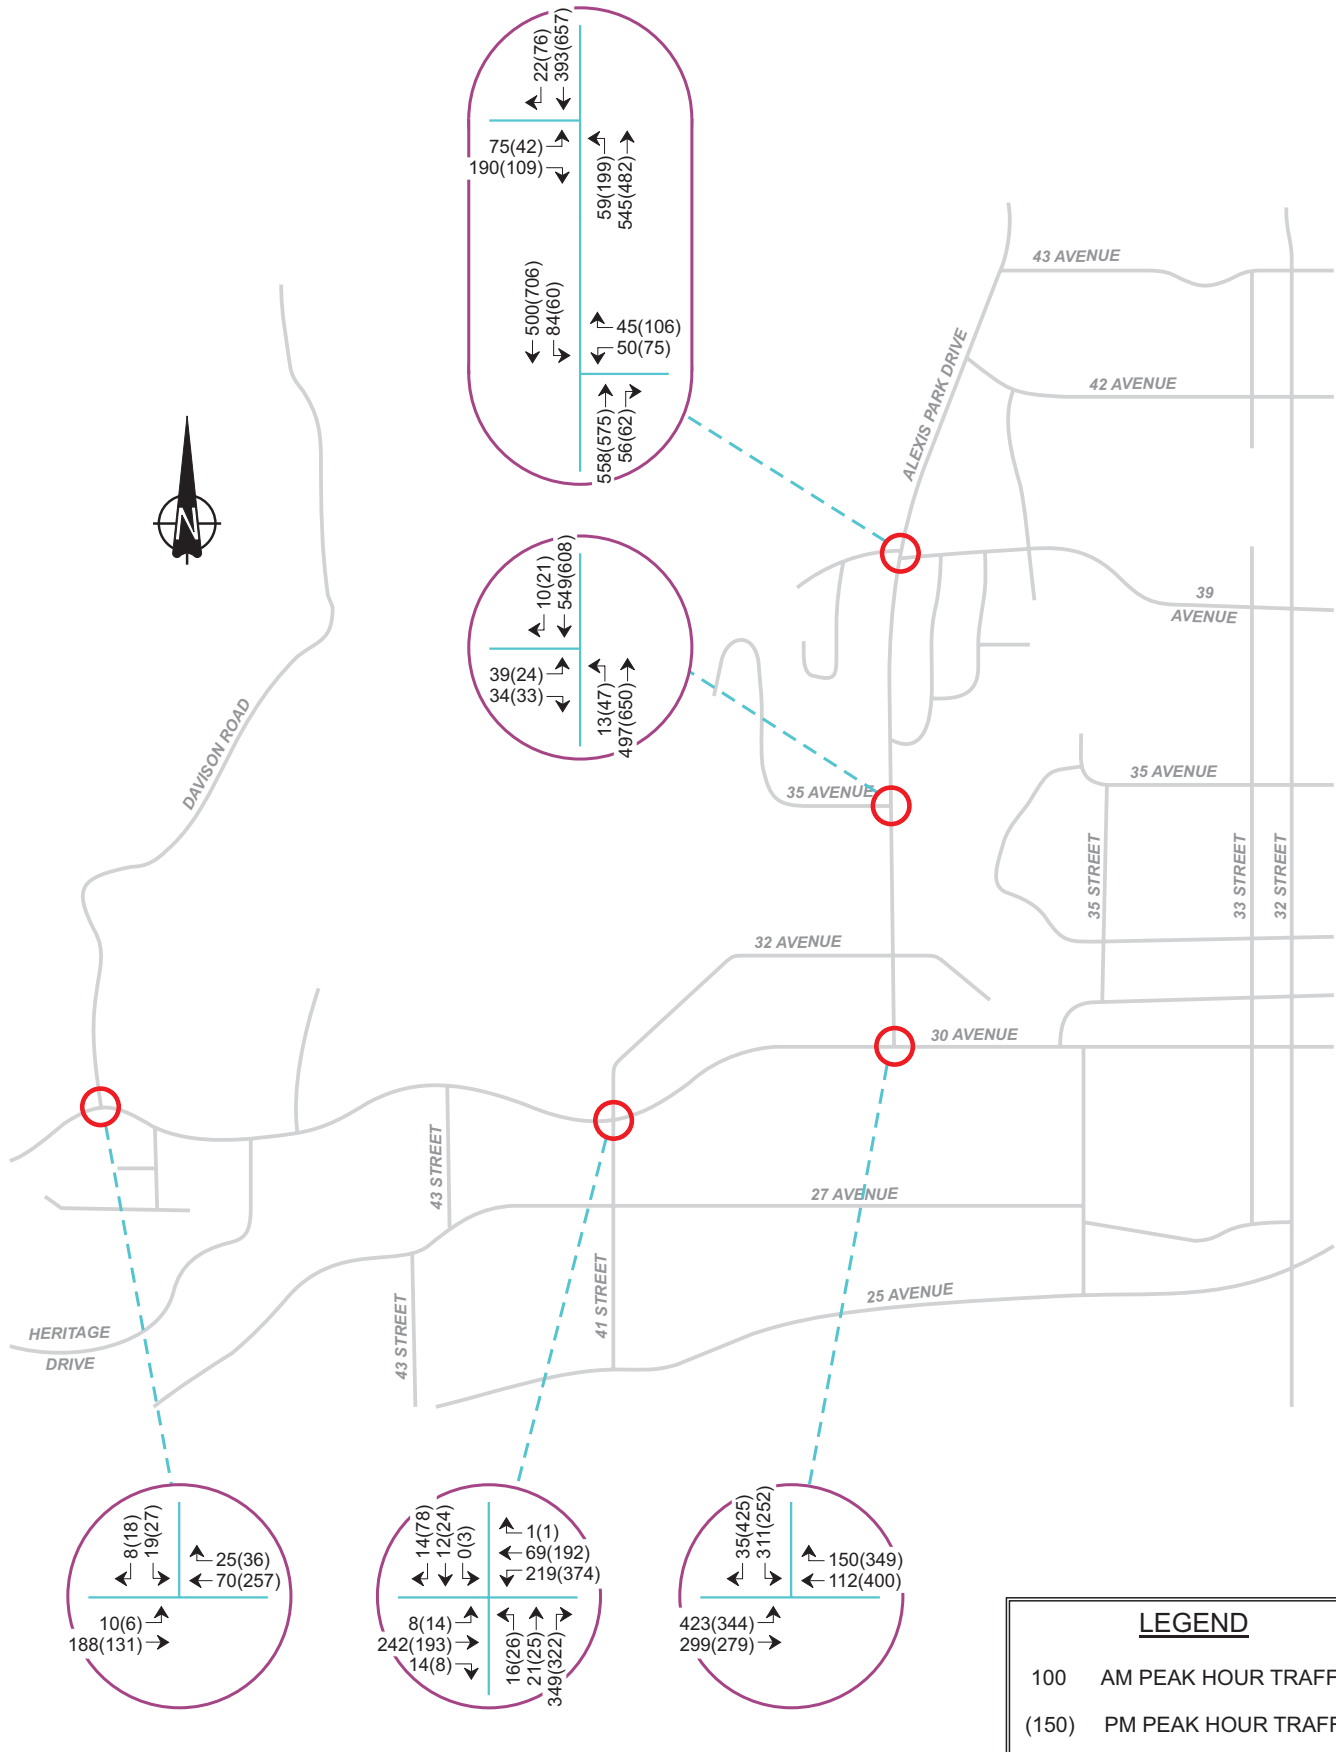 22(76)
393(657)
75(42)
190(109)
59(199)
545(482)
500(706)
84(60)
45(106)
50(75)
558(575)
56(62)
43 AVENUE
ALEXIS PARK DRIVE
42 AVENUE
N
10(21)
549(608)
39(24)
34(33)
13(47)
497(650)
39
AVENUE
DAVISON ROAD
35 AVENUE
35 AVENUE
35 STREET
33 STREET
32 STREET
32 AVENUE
30 AVENUE
43 STREET
27 AVENUE
41 STREET
25 AVENUE
HERITAGE
DRIVE
43 STREET
8(18)
19(27)
25(36)
70(257)
10(6)
188(131)
14(78)
12(24)
0(3)
1(1)
69(192)
219(374)
8(14)
242(193)
14(8)
16(26)
21(25)
349(322)
35(425)
311(252)
150(349)
112(400)
423(344)
299(279)
LEGEND
100 AM PEAK HOUR TRAFF
(150) PM PEAK HOUR TRAFF